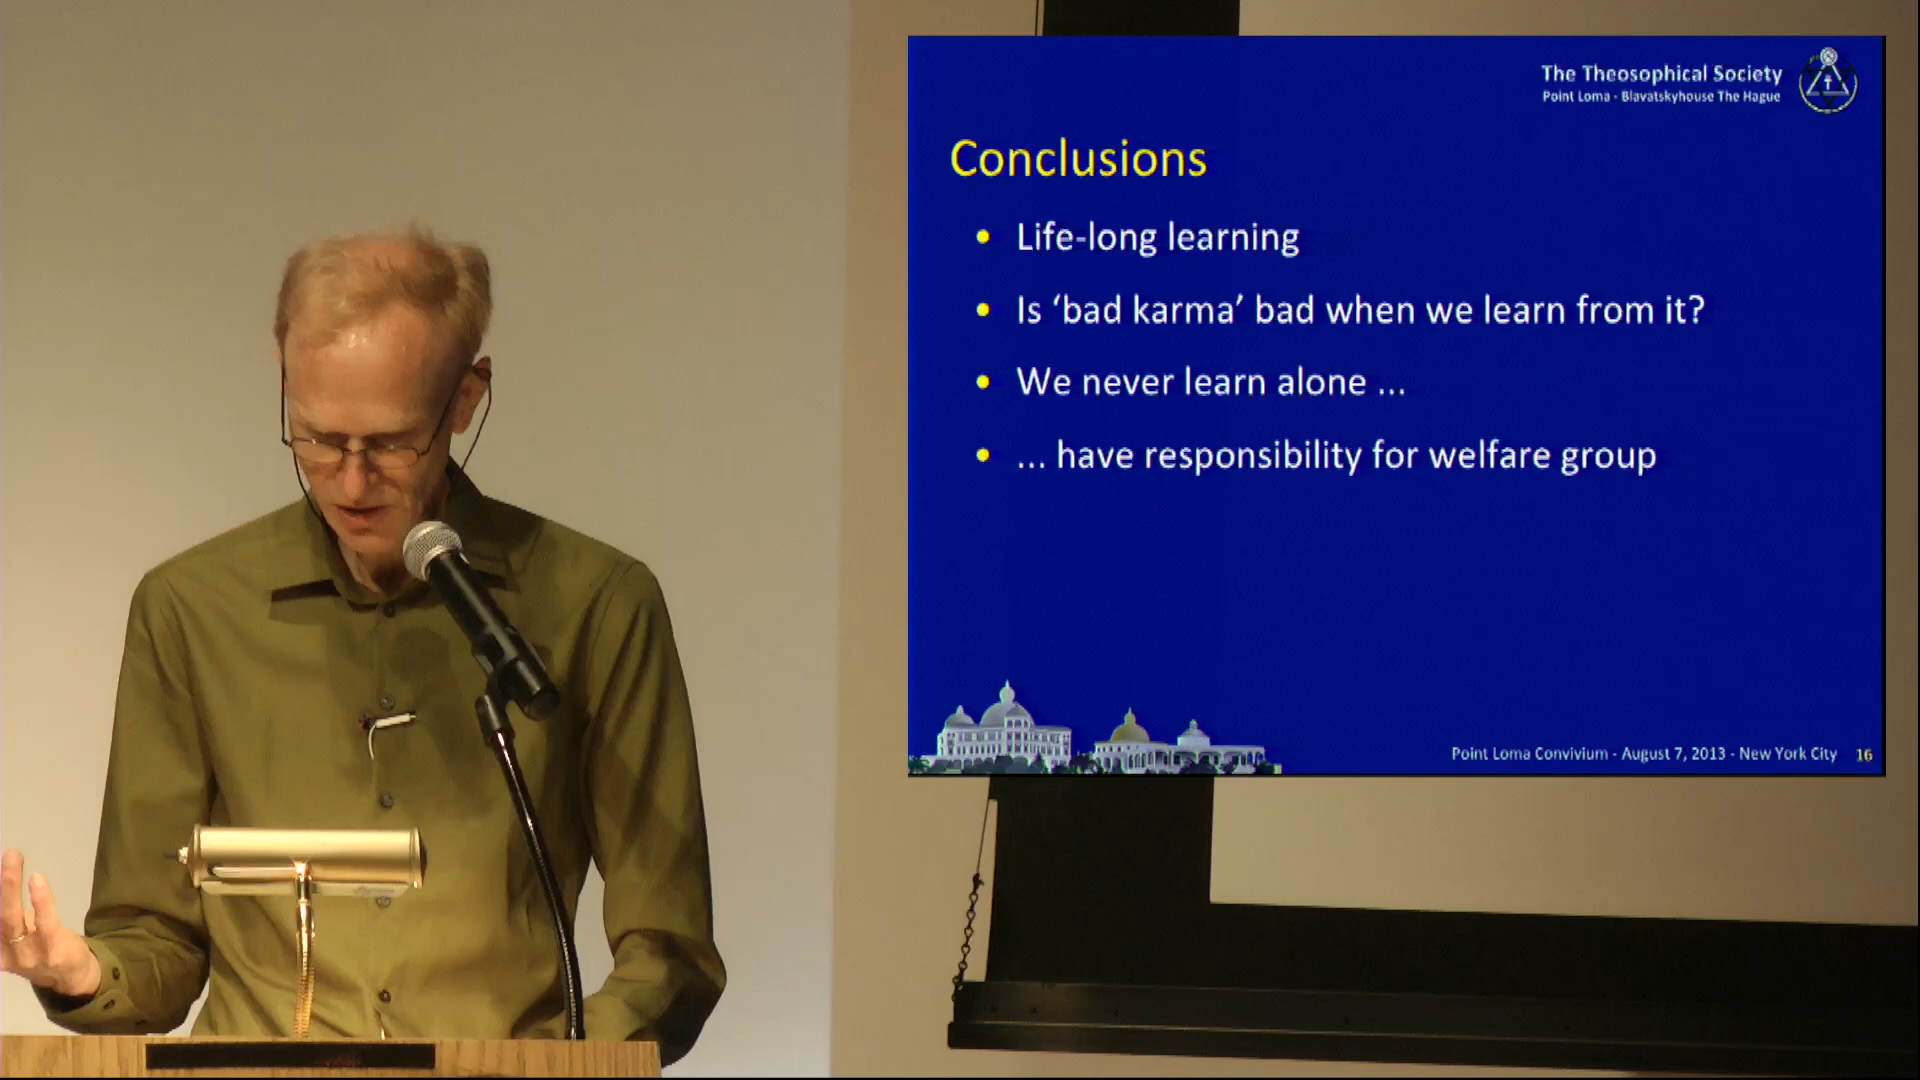 The Theosophical Society
Point Loma - Blavatskyhouse The Hague
Conclusions
• Life-long learning
• Is ‘bad karma’ bad when we learn from it?
• We never learn alone ...
• ... have responsibility for welfare group
Point Loma Convivium - August 7, 2013 - New York City 16